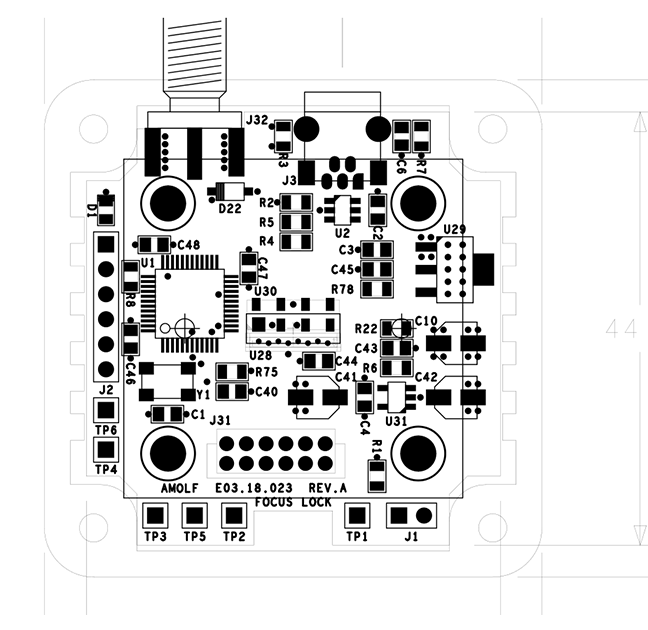 J32
R3
C6
R7
J3
D1
D22
R2
R5
R4
U2
C2
U29
C48
U1
C47
C3
C45
R78
R8
U30
R22
C10
C43
R6
44
C46
U28
C44
R75
C40
C41
C42
J2
Y1
C1
J31
C4
U31
TP6
R1
TP4
AMOLF E03.18.023 REV.A
FOCUS LOCK
TP3 TP5 TP2 TP1 J1